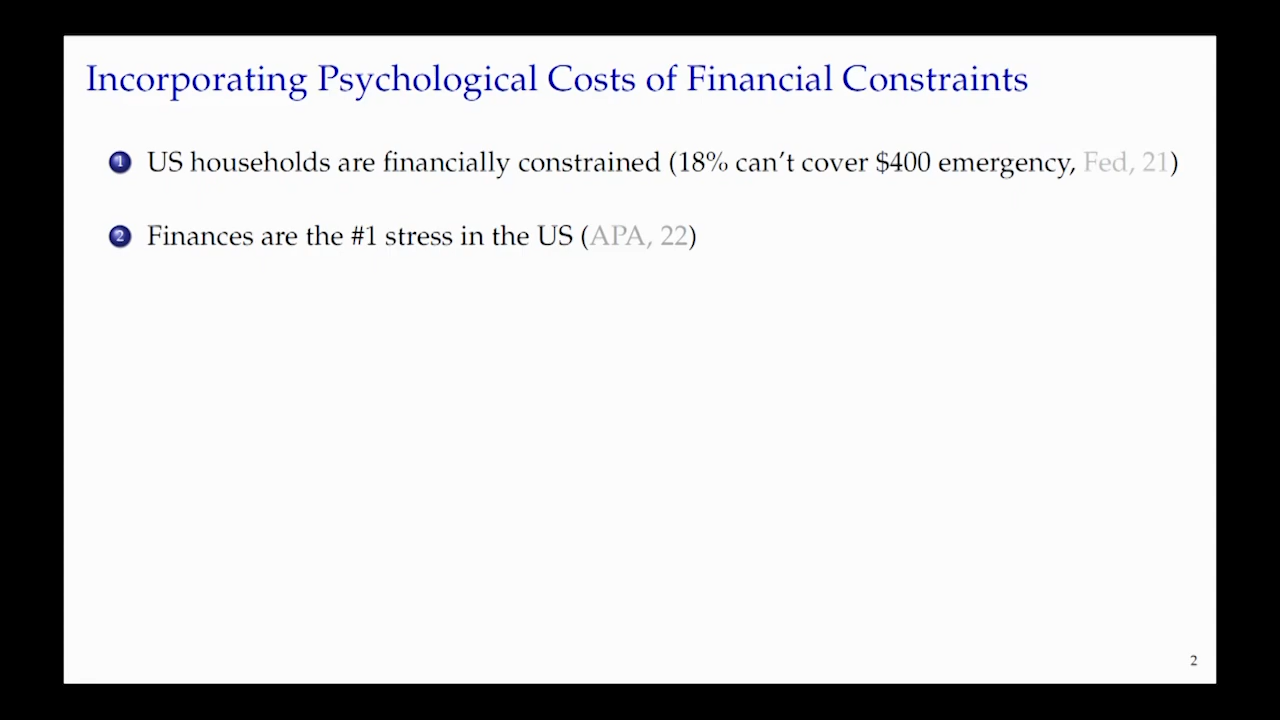 Incorporating Psychological Costs of Financial Constraints
1 US households are financially constrained (18% can't cover $400 emergency, Fed, 21)
2 Finances are the #1 stress in the US (APA, 22)
2